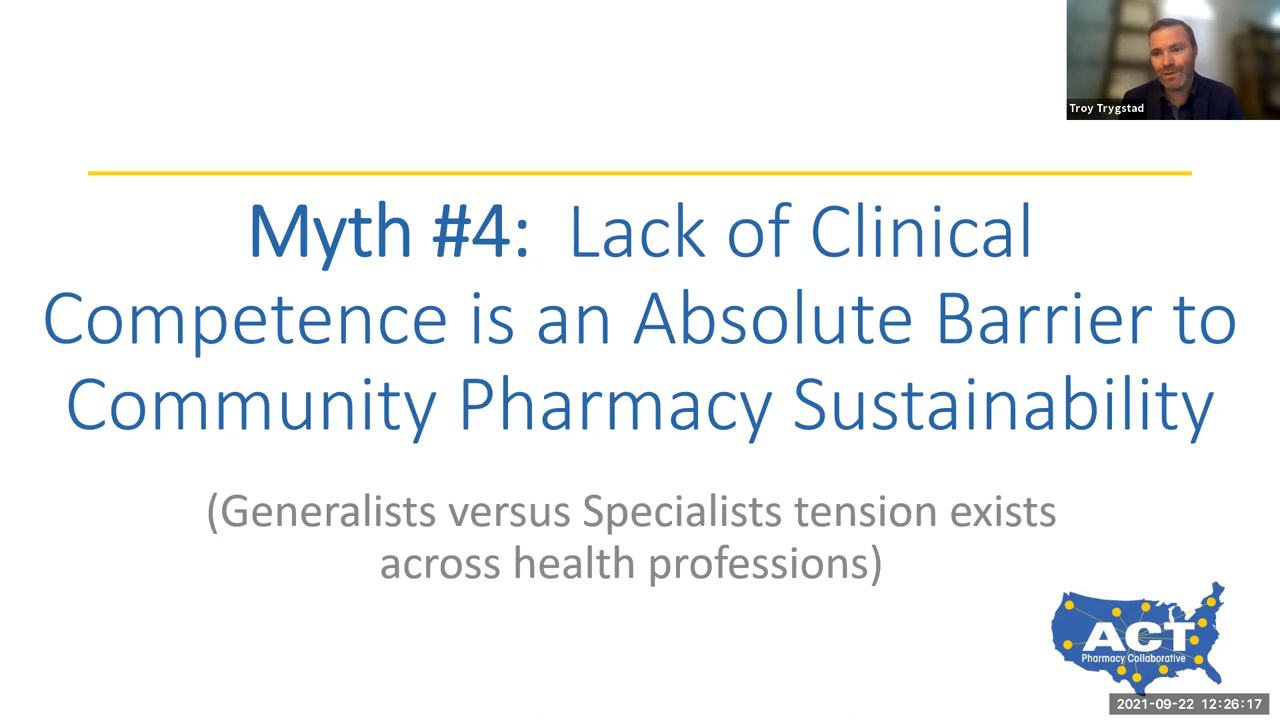 Troy Trygstad
Myth #4: Lack of Clinical
Competence is an Absolute Barrier to
Community Pharmacy Sustainability
(Generalists versus Specialists tension exists
across health professions)
ACT
Pharmacy Collaborative
2021-09-22 12:26:17